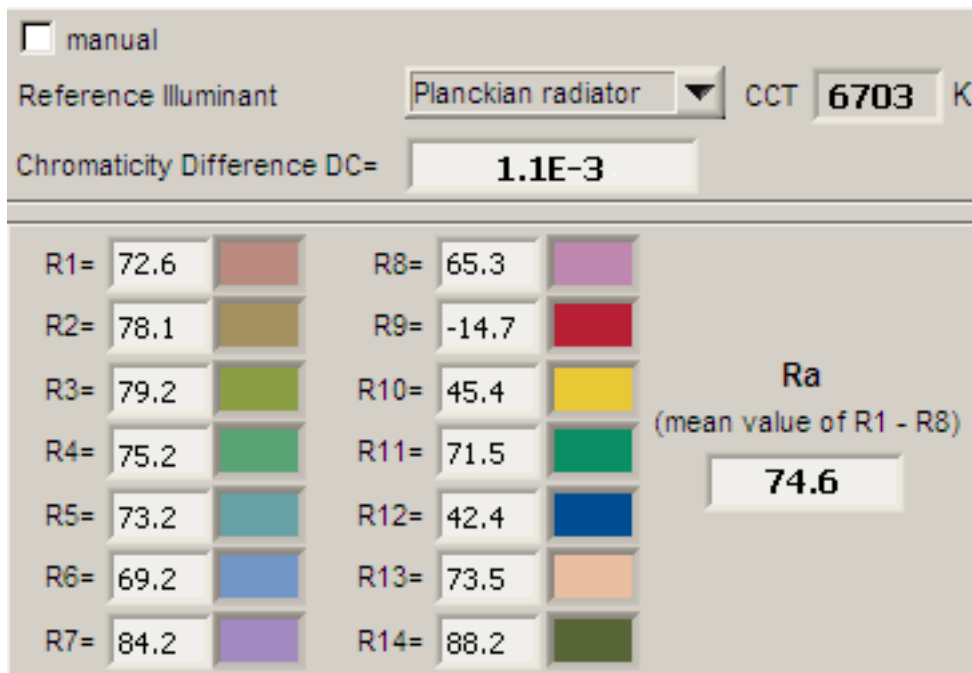 manual
Reference Illuminant Planckian radiator CCT 6703 K
Chromaticity Difference DC= 1.1E-3
R1= 72.6 R8= 65.3
R2= 78.1 R9= -14.7
R3= 79.2 R10= 45.4
R4= 75.2 R11= 71.5
R5= 73.2 R12= 42.4
R6= 69.2 R13= 73.5
R7= 84.2 R14= 88.2
Ra
(mean value of R1 - R8)
74.6